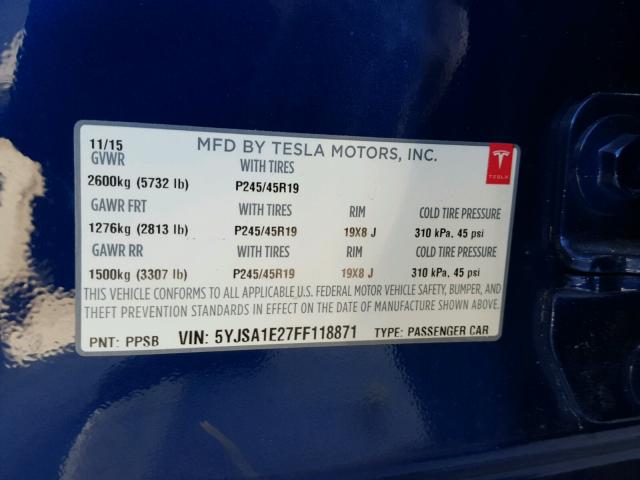 11/15 MFD BY TESLA MOTORS, INC.
GVWR WITH TIRES
2600kg (5732 lb) P245/45R19
TESLA
GAWR FRT WITH TIRES RIM COLD TIRE PRESSURE
1276kg (2813 lb) P245/45R19 19X8 J 310 kPa, 45 psi
GAWR RR WITH TIRES RIM COLD TIRE PRESSURE
1500kg (3307 lb) P245/45R19 19X8 J 310 kPa, 45 psi
THIS VEHICLE CONFORMS TO ALL APPLICABLE U.S. FEDERAL MOTOR VEHICLE SAFETY, BUMPER, AND
THEFT PREVENTION STANDARDS IN EFFECT ON THE DATE OF MANUFACTURE SHOWN ABOVE.
PNT: PPSB VIN: 5YJSA1E27FF118871 TYPE: PASSENGER CAR